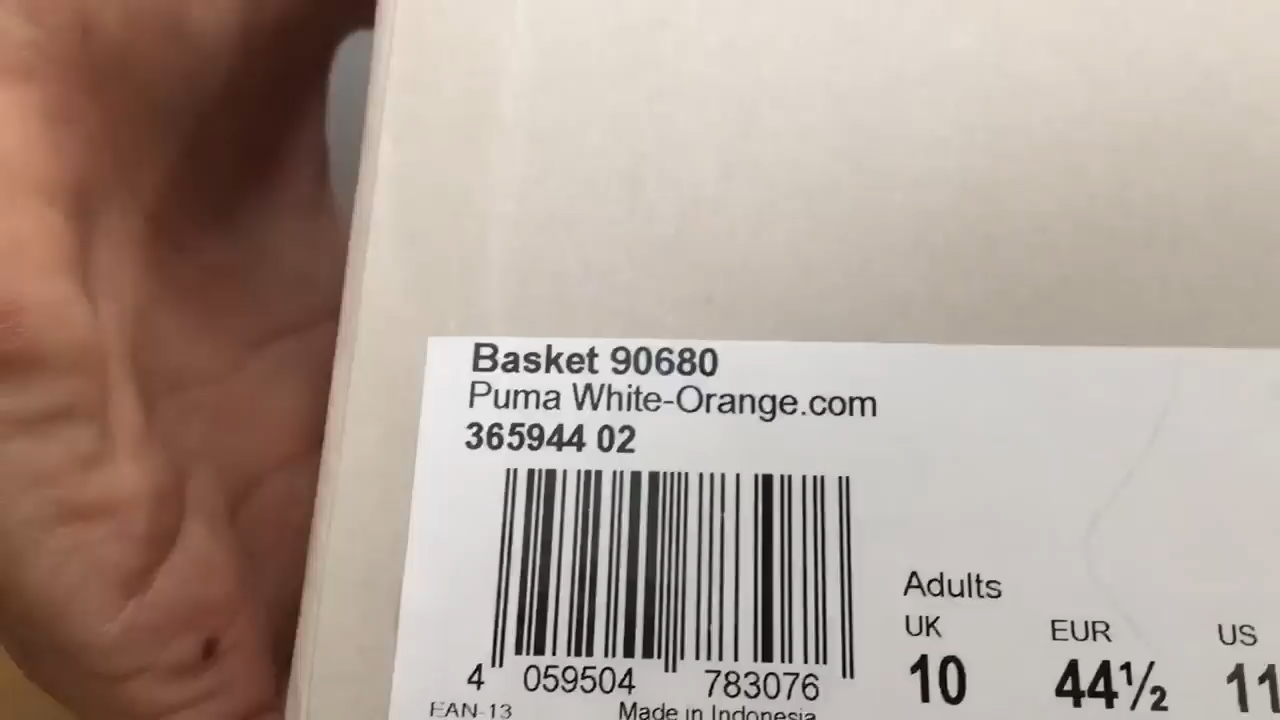 Basket 90680
Puma White-Orange.com
365944 02
Adults
UK EUR US
10 44½ 11
4 059504 783076
EAN-13 Made in Indonesia